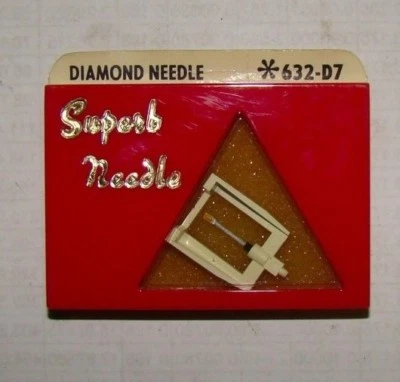 DIAMOND NEEDLE *632-D7
Superb
Needle